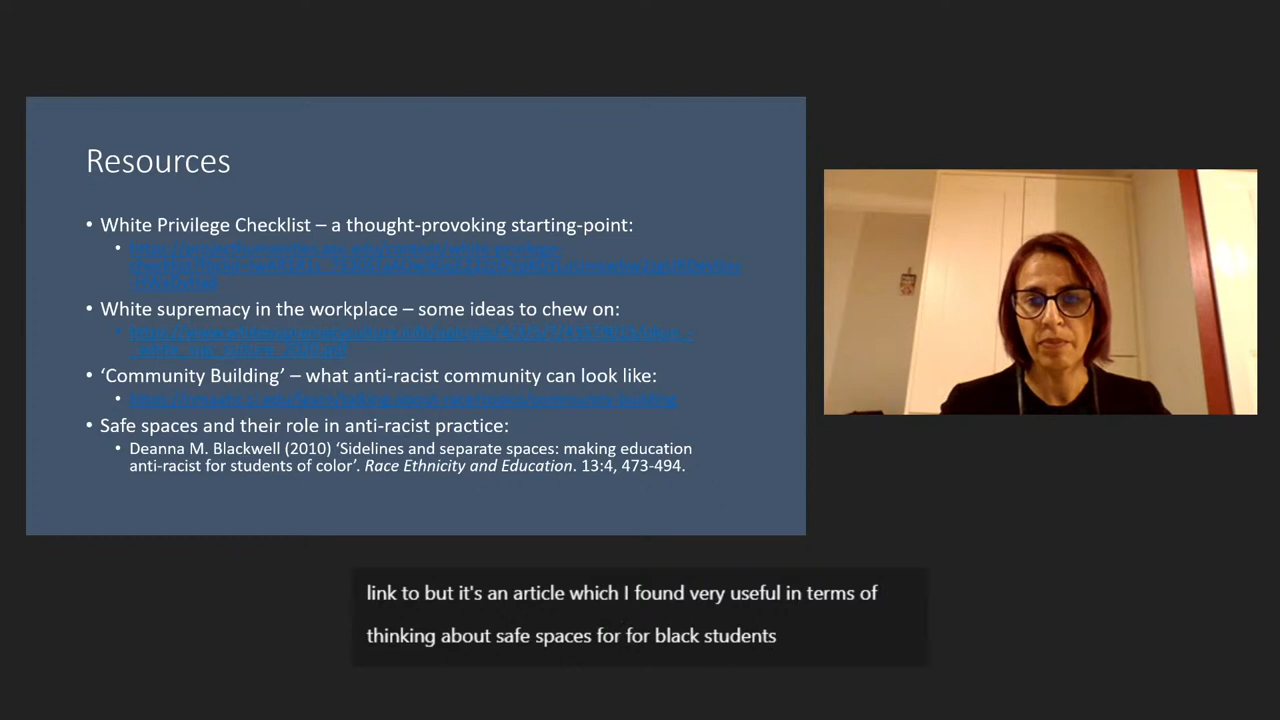 Resources
• White Privilege Checklist – a thought-provoking starting-point:
• White supremacy in the workplace – some ideas to chew on:
• 'Community Building' – what anti-racist community can look like:
• Safe spaces and their role in anti-racist practice:
• Deanna M. Blackwell (2010) 'Sidelines and separate spaces: making education
anti-racist for students of color'. Race Ethnicity and Education. 13:4, 473-494.
link to but it's an article which I found very useful in terms of
thinking about safe spaces for for black students